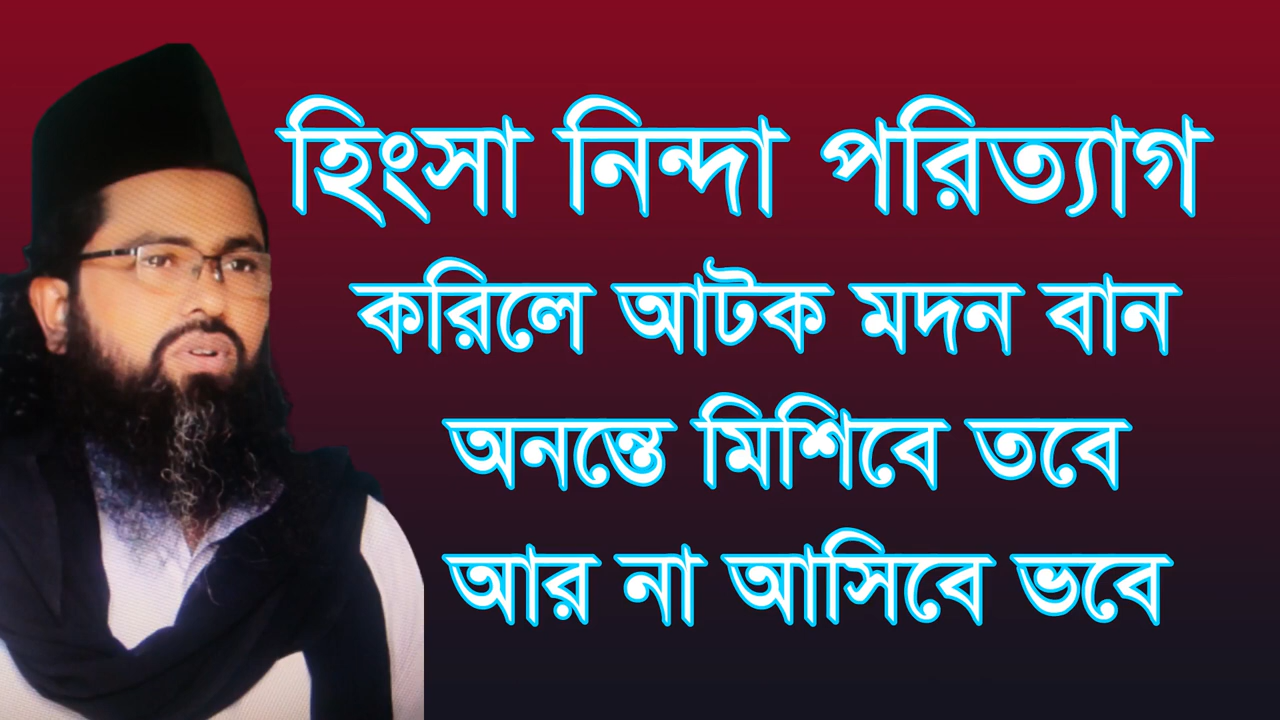 হিংসা নিন্দা পরিত্যাগ
করিলে আটক মদন বান
অনন্তে মিশিবে তবে
আর না আসিবে ভবে